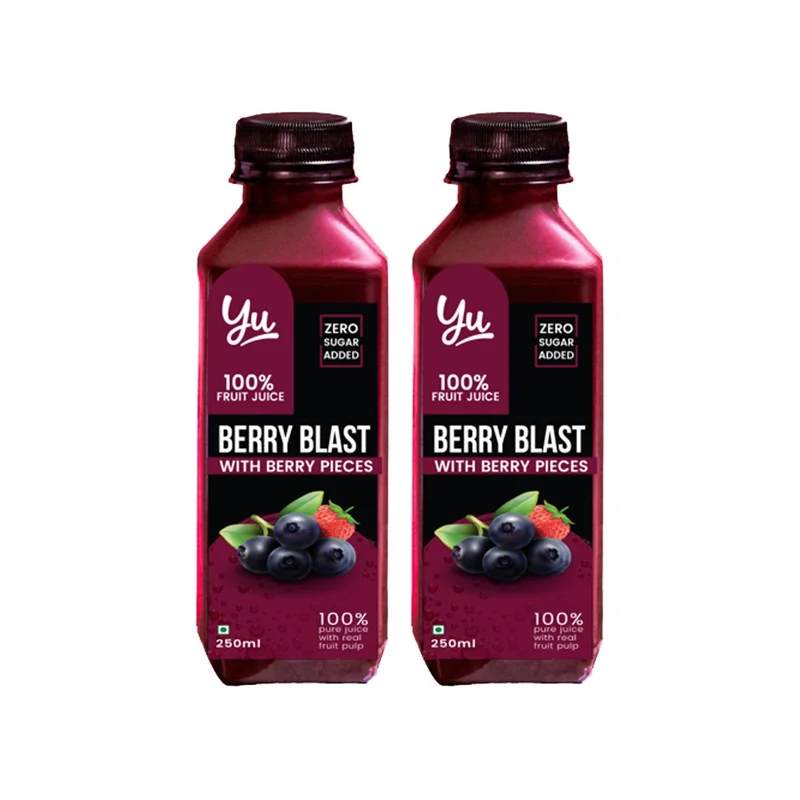 Yu
ZERO
SUGAR
ADDED
100%
FRUIT JUICE
BERRY BLAST
WITH BERRY PIECES
100%
pure juice
with real
fruit pulp
250ml
Yu
ZERO
SUGAR
ADDED
100%
FRUIT JUICE
BERRY BLAST
WITH BERRY PIECES
100%
pure juice
with real
fruit pulp
250ml